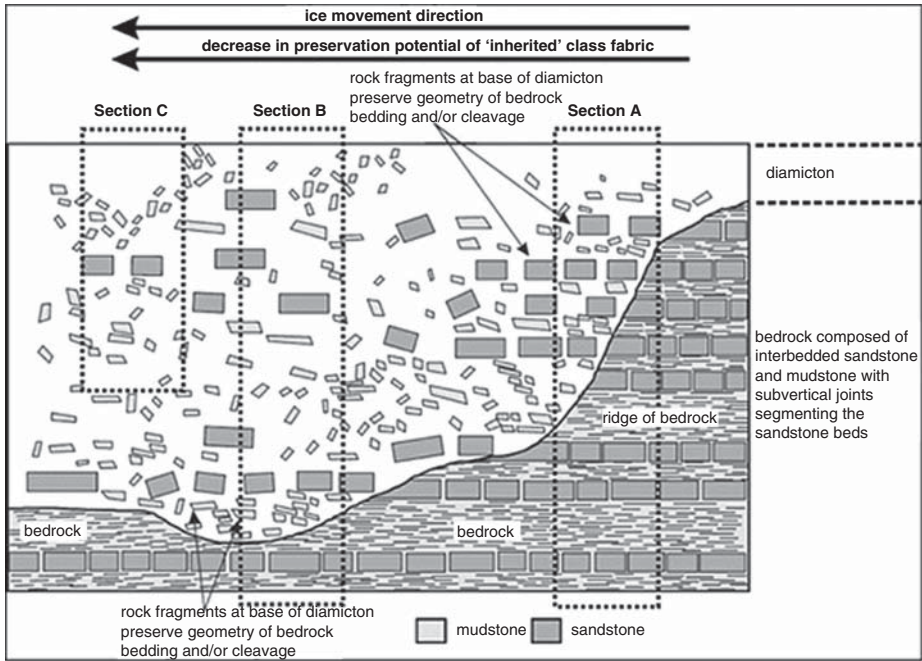 ice movement direction
decrease in preservation potential of 'inherited' class fabric
rock fragments at base of diamicton
preserve geometry of bedrock
bedding and/or cleavage
Section C
Section B
Section A
diamicton
bedrock composed of
interbedded sandstone
and mudstone with
subvertical joints
segmenting the
sandstone beds
ridge of bedrock
bedrock
bedrock
rock fragments at base of diamicton
preserve geometry of bedrock
bedding and/or cleavage
mudstone
sandstone